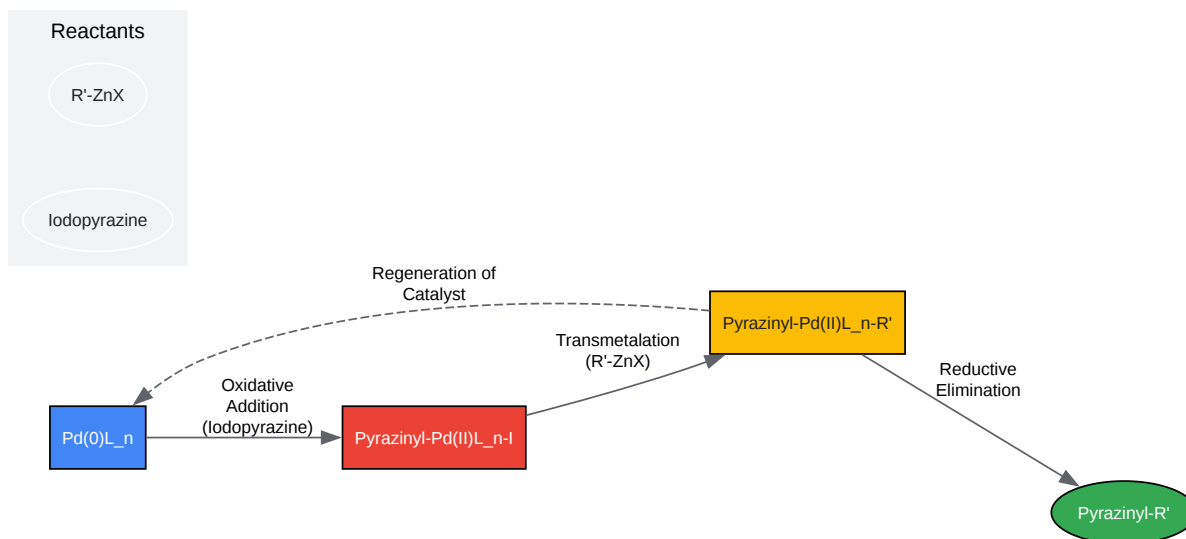 Reactants
R'-ZnX
Iodopyrazine
Regeneration of
Catalyst
Pyrazinyl-Pd(II)L_n-R'
Transmetalation
(R'-ZnX)
Reductive
Elimination
Oxidative
Addition
(Iodopyrazine)
Pd(0)L_n
Pyrazinyl-Pd(II)L_n-I
Pyrazinyl-R'